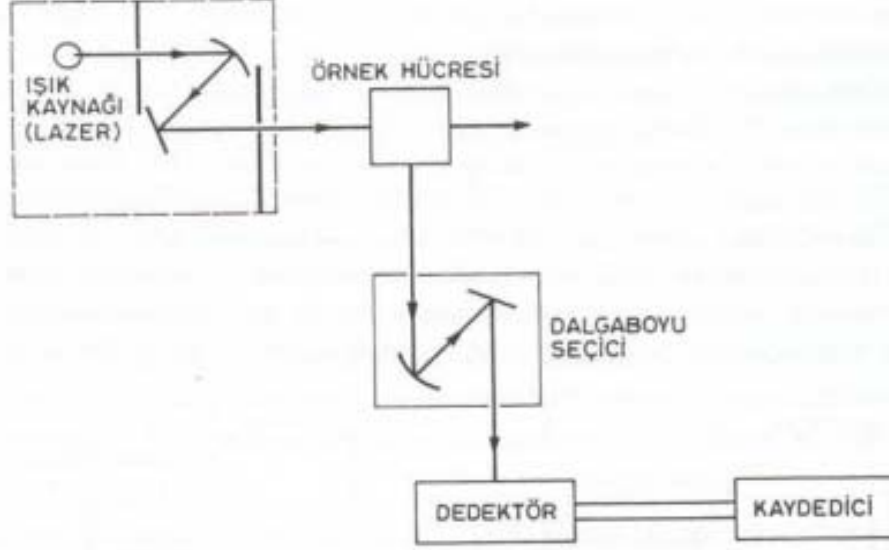 ÖRNEK HÜCRESİ
IŞIK
KAYNAĞI
(LAZER)
DALGABOYU
SEÇİCİ
DEDEKTÖR
KAYDEDİCİ